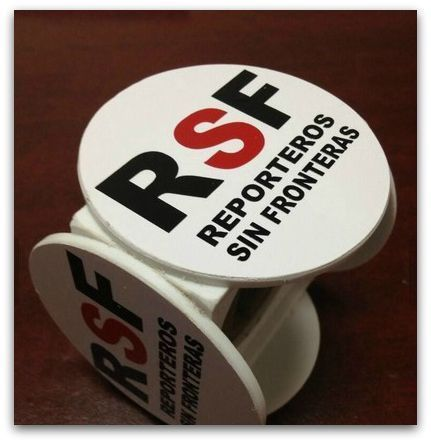 RSF
REPORTEROS
SIN FRONTERAS
RSF
REPORTEROS
SIN FRONTERAS